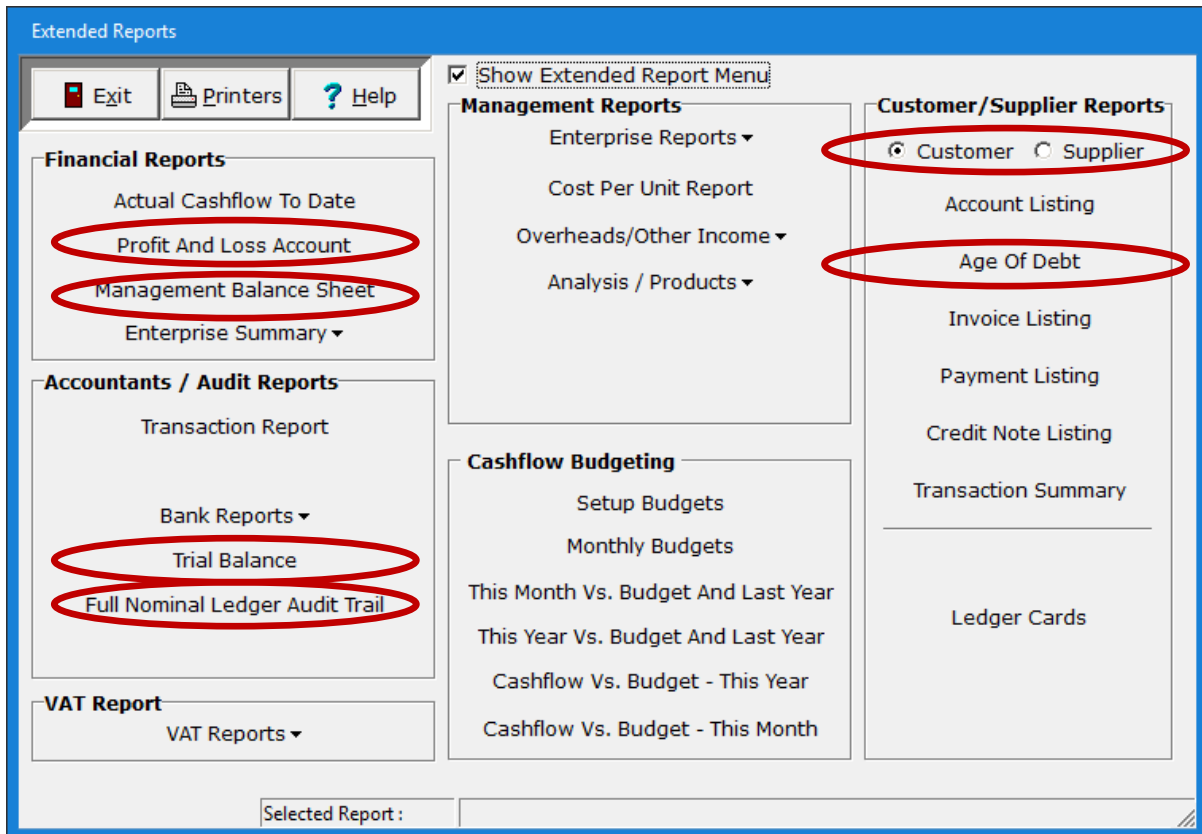 Extended Reports
Exit
Printers
? Help
Financial Reports
Actual Cashflow To Date
Profit And Loss Account
Management Balance Sheet
Enterprise Summary
Accountants / Audit Reports
Transaction Report
Bank Reports
Trial Balance
Full Nominal Ledger Audit Trail
VAT Report
VAT Reports
Show Extended Report Menu
Management Reports
Enterprise Reports
Cost Per Unit Report
Overheads/Other Income
Analysis / Products
Cashflow Budgeting
Setup Budgets
Monthly Budgets
This Month Vs. Budget And Last Year
This Year Vs. Budget And Last Year
Cashflow Vs. Budget - This Year
Cashflow Vs. Budget - This Month
Customer/Supplier Reports
Customer Supplier
Account Listing
Age Of Debt
Invoice Listing
Payment Listing
Credit Note Listing
Transaction Summary
Ledger Cards
Selected Report :